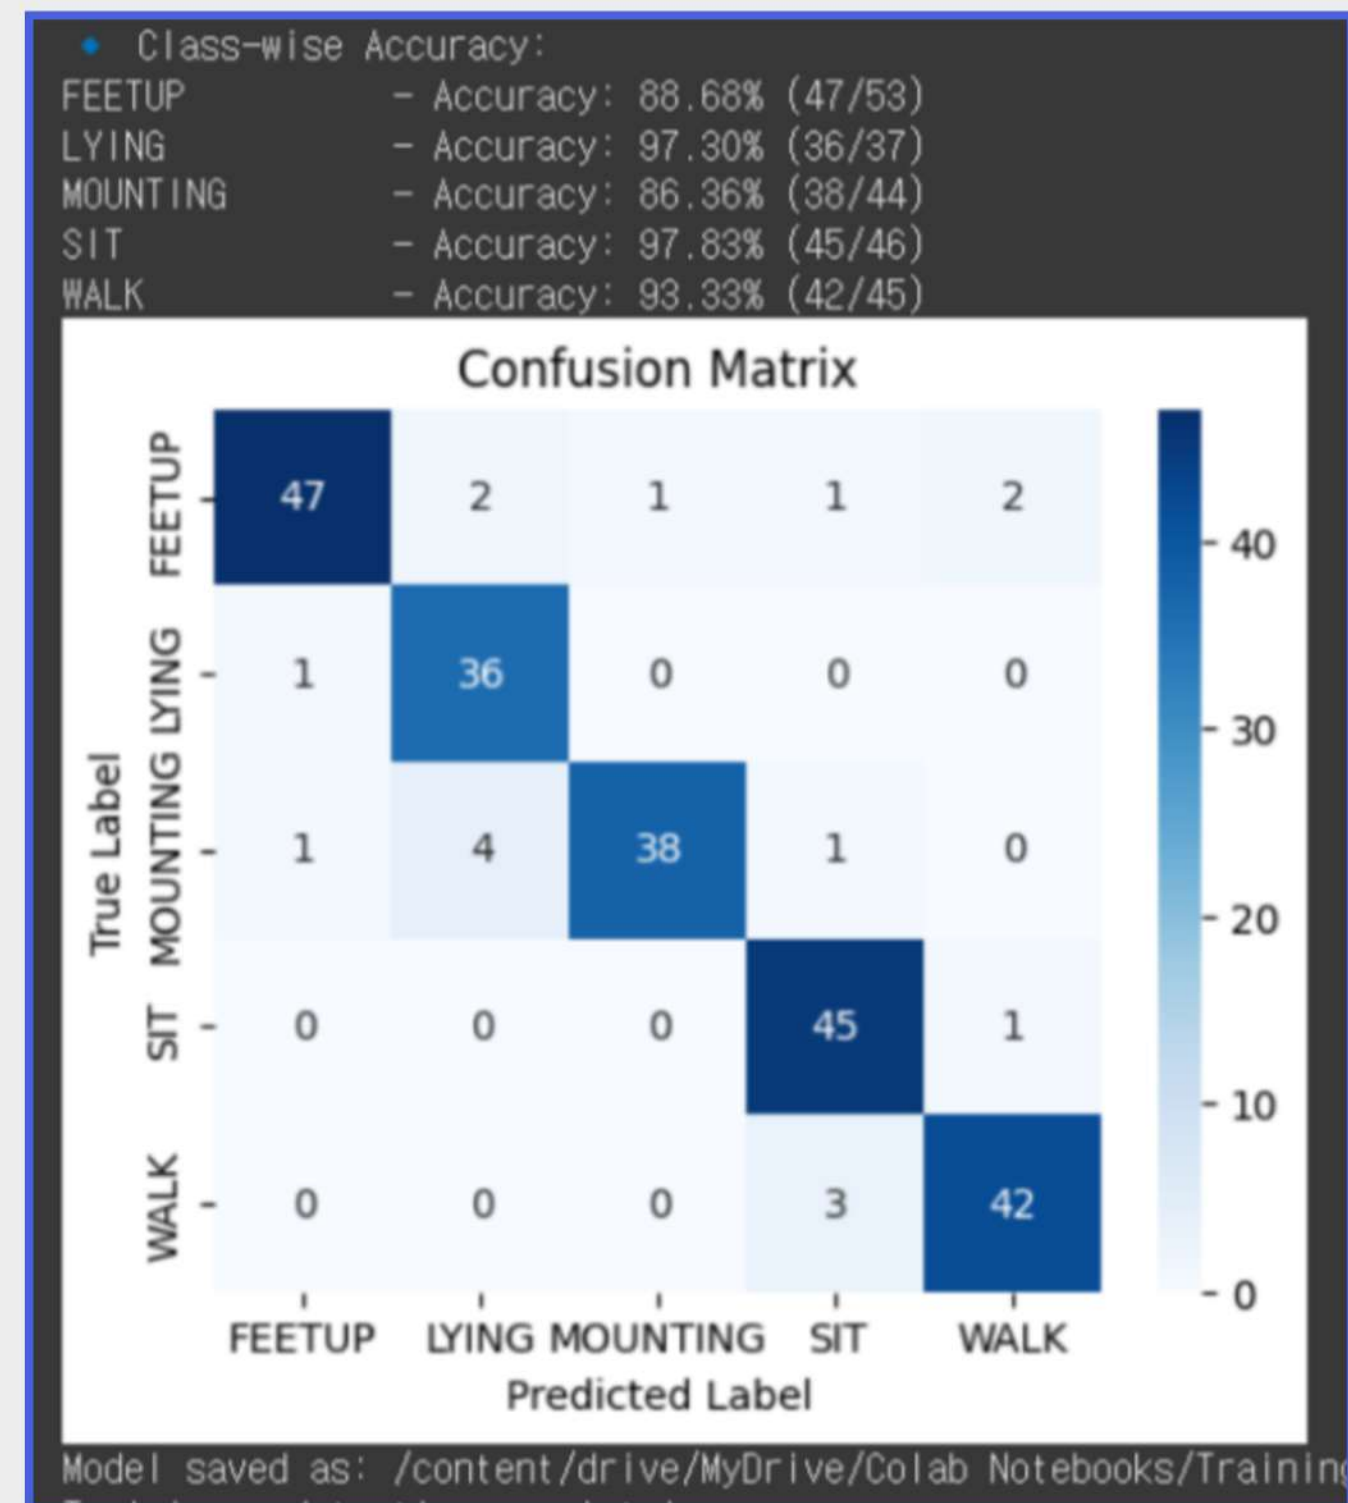 Class-wise Accuracy:
FEETUP - Accuracy: 88.68% (47/53)
LYING - Accuracy: 97.30% (36/37)
MOUNTING - Accuracy: 86.36% (38/44)
SIT - Accuracy: 97.83% (45/46)
WALK - Accuracy: 93.33% (42/45)
Confusion Matrix
FEETUP 47 2 1 1 2
LYING 1 36 0 0 0
MOUNTING 1 4 38 1 0
SIT 0 0 0 45 1
WALK 0 0 0 3 42
True Label
FEETUP LYING MOUNTING SIT WALK
Predicted Label
40
30
20
10
0
Model saved as: /content/drive/MyDrive/Colab Notebooks/Training